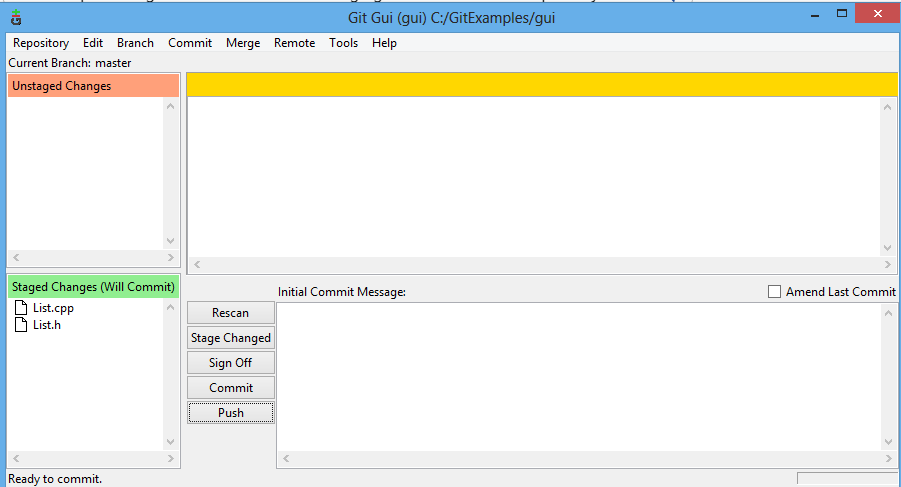 Git Gui (gui) C:/GitExamples/gui
Repository Edit Branch Commit Merge Remote Tools Help
Current Branch: master
Unstaged Changes
Staged Changes (Will Commit)
List.cpp
List.h
Initial Commit Message:
Amend Last Commit
Rescan
Stage Changed
Sign Off
Commit
Push
Ready to commit.